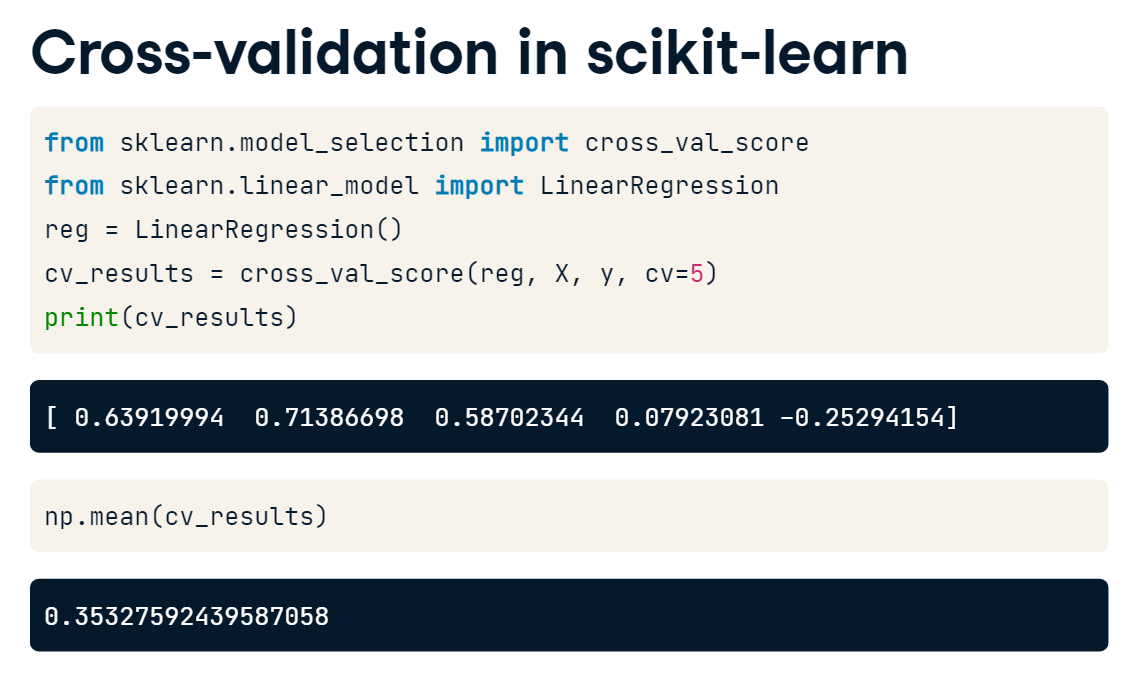 Cross-validation in scikit-learn
from sklearn.model_selection import cross_val_score
from sklearn.linear_model import LinearRegression
reg = LinearRegression()
cv_results = cross_val_score(reg, X, y, cv=5)
print(cv_results)
[ 0.63919994  0.71386698  0.58702344  0.07923081 -0.25294154]
np.mean(cv_results)
0.35327592439587058